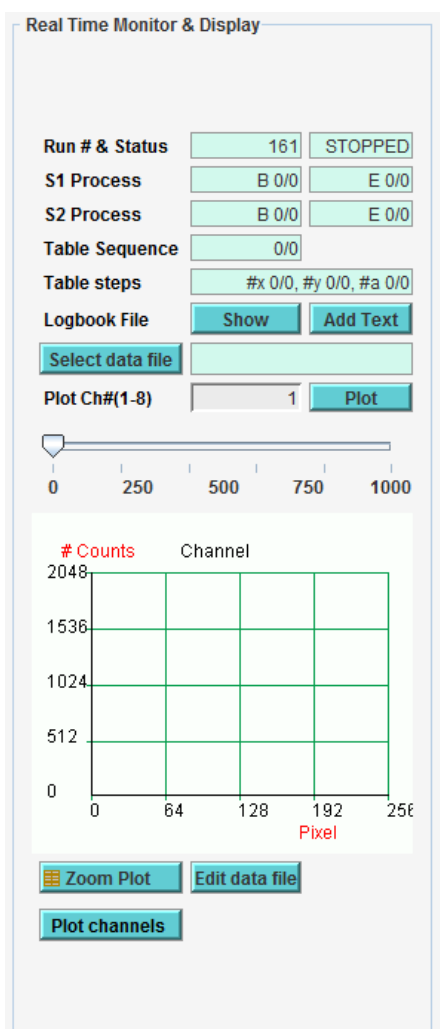 Real Time Monitor & Display
Run # & Status 161 STOPPED
S1 Process B 0/0 E 0/0
S2 Process B 0/0 E 0/0
Table Sequence 0/0
Table steps #x 0/0, #y 0/0, #a 0/0
Logbook File Show Add Text
Select data file
Plot Ch#(1-8) 1 Plot
0 250 500 750 1000
# Counts Channel
2048
1536
1024
512
0
0 64 128 192 256
Pixel
Zoom Plot Edit data file
Plot channels